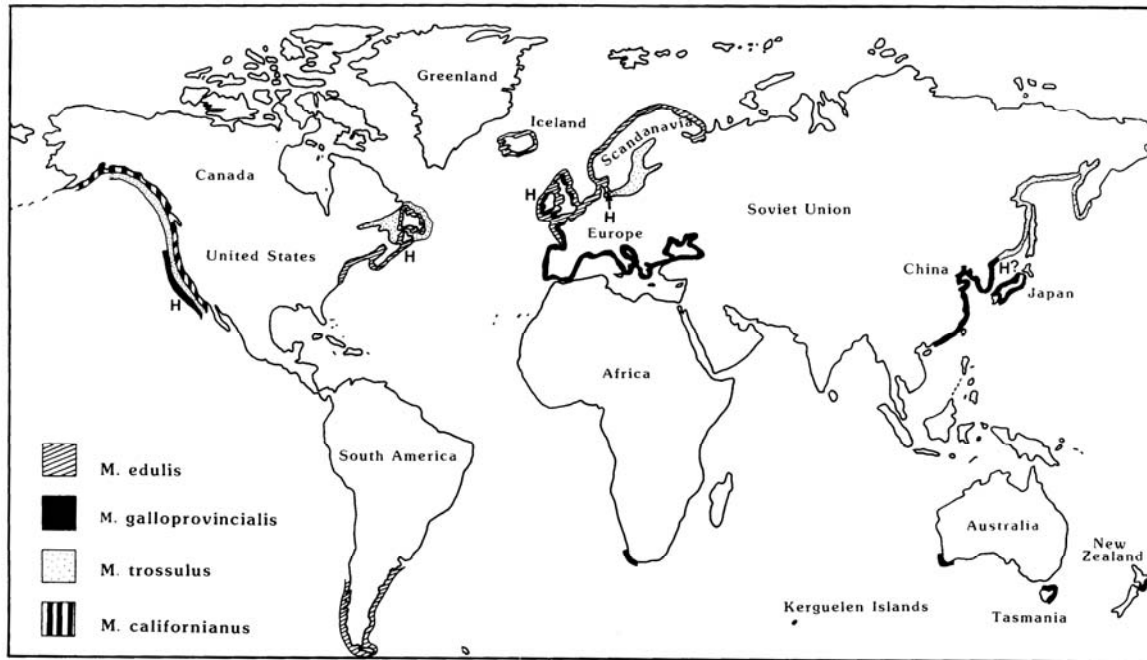 Greenland
Iceland
Scandanavia
Canada
H
H
Soviet Union
Europe
United States
H
China
H?
Japan
H
Africa
South America
M. edulis
M. galloprovincialis
M. trossulus
M. californianus
Australia
New
Zealand
Kerguelen Islands
Tasmania